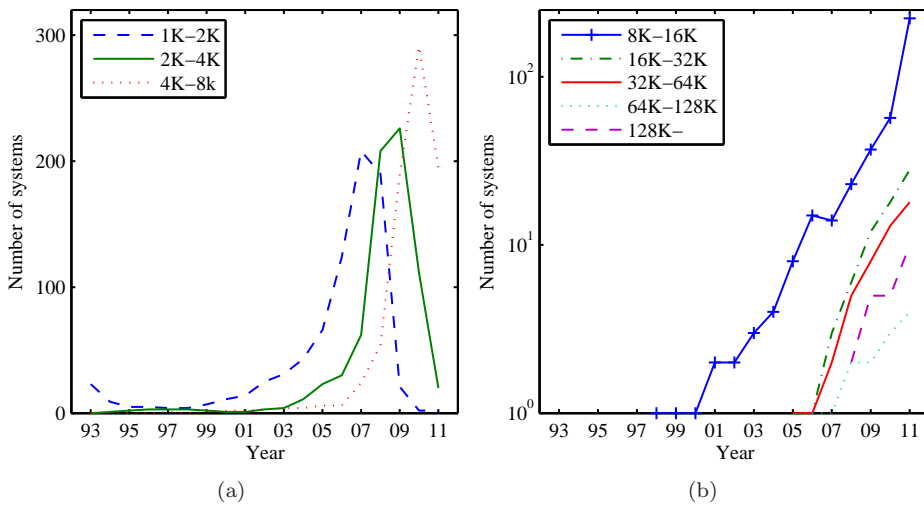 300
200
100
0
Number of systems
1K−2K
2K−4K
4K−8k
93 95 97 99 01 03 05 07 09 11
Year
(a)
10^2
10^1
10^0
Number of systems
8K−16K
16K−32K
32K−64K
64K−128K
128K−
93 95 97 99 01 03 05 07 09 11
Year
(b)